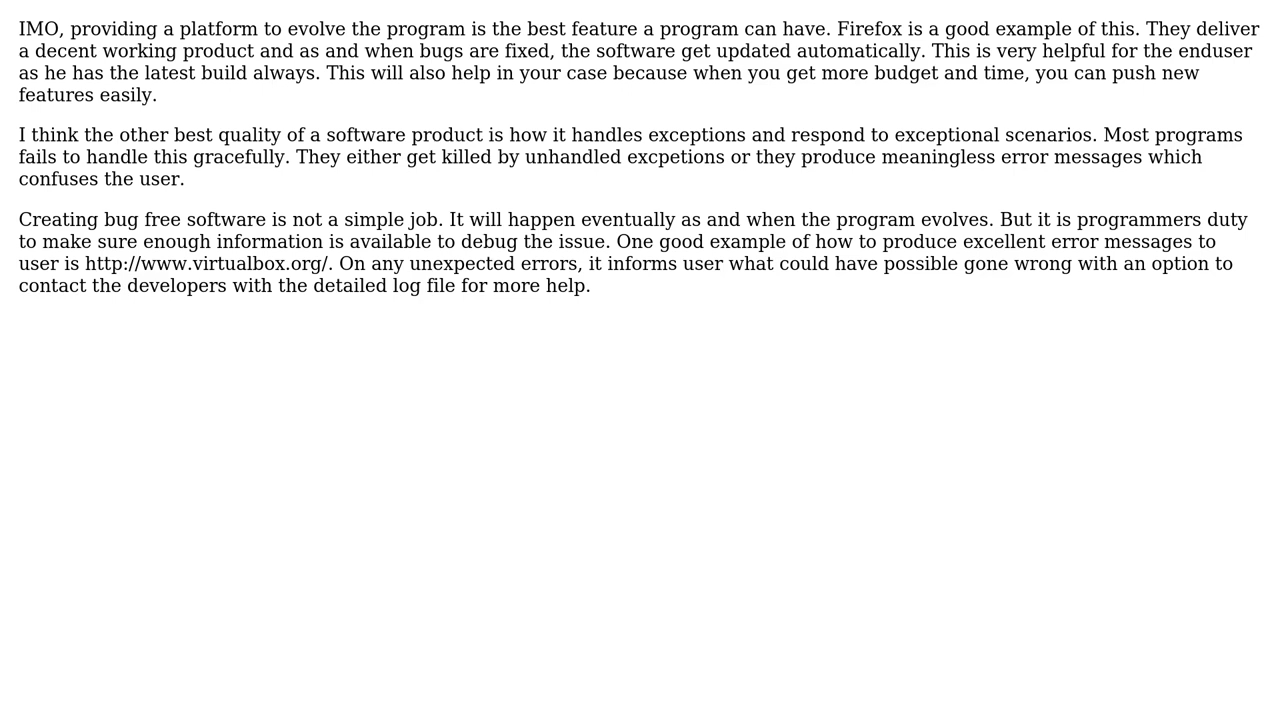 IMO, providing a platform to evolve the program is the best feature a program can have. Firefox is a good example of this. They deliver
a decent working product and as and when bugs are fixed, the software get updated automatically. This is very helpful for the enduser
as he has the latest build always. This will also help in your case because when you get more budget and time, you can push new
features easily.
I think the other best quality of a software product is how it handles exceptions and respond to exceptional scenarios. Most programs
fails to handle this gracefully. They either get killed by unhandled excpetions or they produce meaningless error messages which
confuses the user.
Creating bug free software is not a simple job. It will happen eventually as and when the program evolves. But it is programmers duty
to make sure enough information is available to debug the issue. One good example of how to produce excellent error messages to
user is http://www.virtualbox.org/. On any unexpected errors, it informs user what could have possible gone wrong with an option to
contact the developers with the detailed log file for more help.